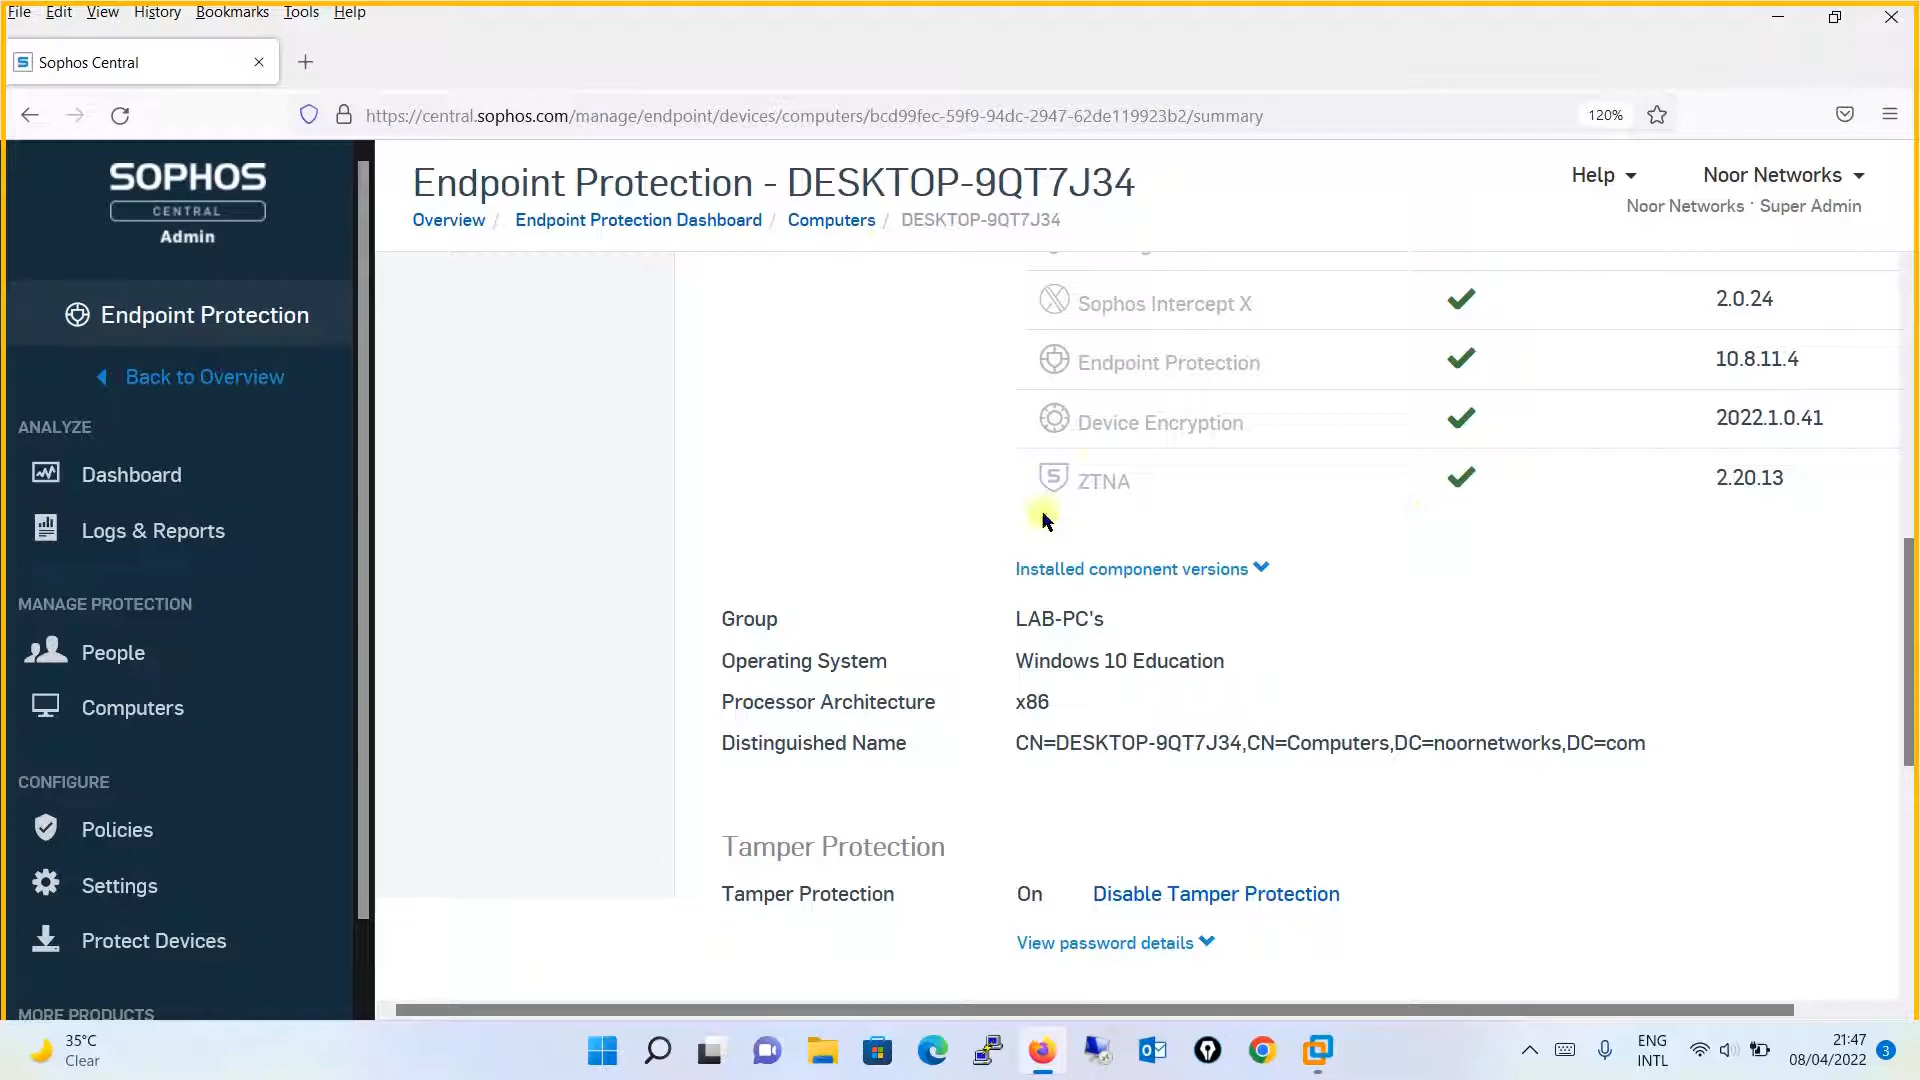 File Edit View History Bookmarks Tools Help
Sophos Central
https://central.sophos.com/manage/endpoint/devices/computers/bcd99fec-59f9-94dc-2947-62de119923b2/summary
120%
SOPHOS
CENTRAL
Admin
Endpoint Protection
Back to Overview
ANALYZE
Dashboard
Logs & Reports
MANAGE PROTECTION
People
Computers
CONFIGURE
Policies
Settings
Protect Devices
MORE PRODUCTS
Endpoint Protection - DESKTOP-9QT7J34
Overview / Endpoint Protection Dashboard / Computers / DESKTOP-9QT7J34
Help
Noor Networks
Noor Networks · Super Admin
Sophos Intercept X 2.0.24
Endpoint Protection 10.8.11.4
Device Encryption 2022.1.0.41
ZTNA 2.20.13
Installed component versions
Group LAB-PC's
Operating System Windows 10 Education
Processor Architecture x86
Distinguished Name CN=DESKTOP-9QT7J34,CN=Computers,DC=noornetworks,DC=com
Tamper Protection
Tamper Protection On Disable Tamper Protection
View password details
35°C
Clear
ENG
INTL
21:47
08/04/2022
3